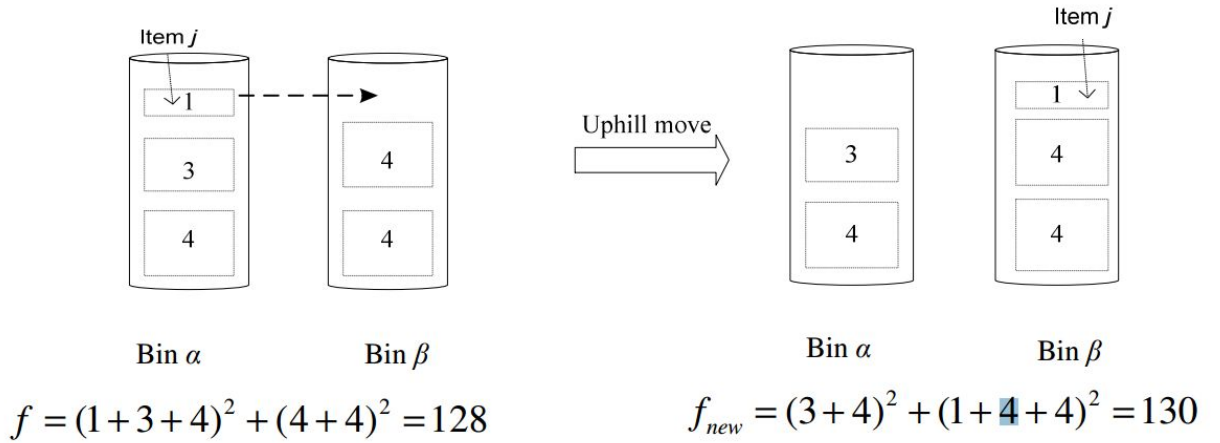 Item j
1
3
4
4
4
Bin α
Bin β
f = (1+3+4)² + (4+4)² = 128
Uphill move
Item j
3
4
1
4
4
Bin α
Bin β
fₙₑw = (3+4)² + (1+4+4)² = 130